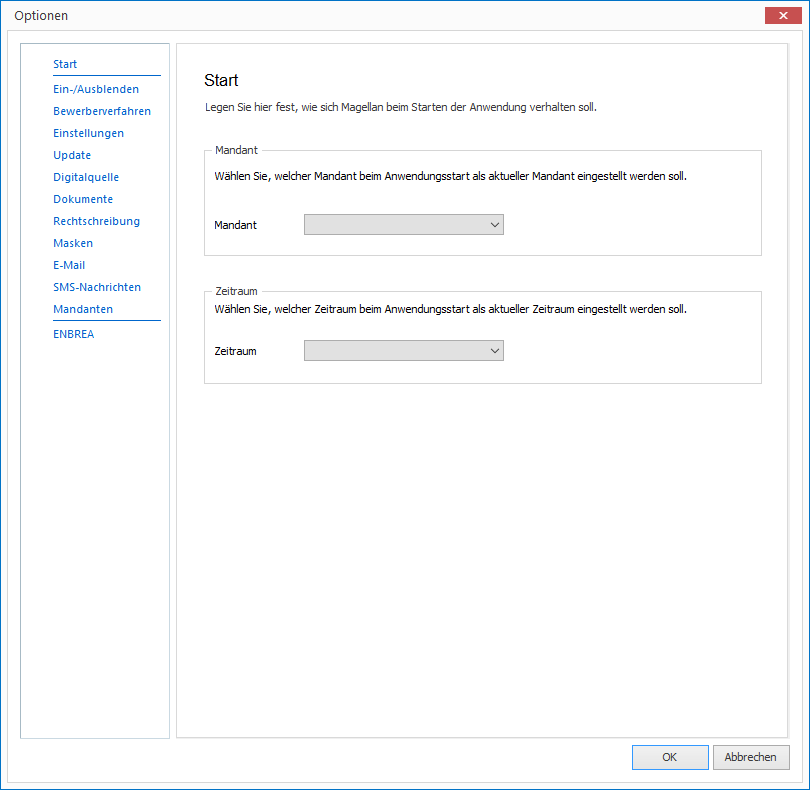 Optionen
Start
Ein-/Ausblenden
Bewerberverfahren
Einstellungen
Update
Digitalquelle
Dokumente
Rechtschreibung
Masken
E-Mail
SMS-Nachrichten
Mandanten
ENBREA
Start
Legen Sie hier fest, wie sich Magellan beim Starten der Anwendung verhalten soll.
Mandant
Wählen Sie, welcher Mandant beim Anwendungsstart als aktueller Mandant eingestellt werden soll.
Mandant
Zeitraum
Wählen Sie, welcher Zeitraum beim Anwendungsstart als aktueller Zeitraum eingestellt werden soll.
Zeitraum
OK
Abbrechen